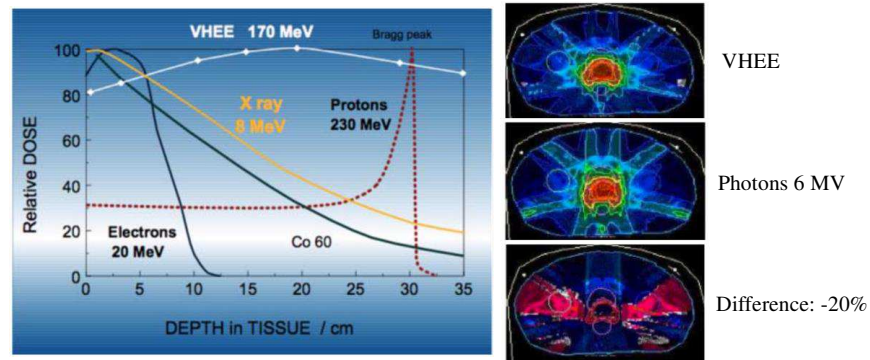 VHEE 170 MeV
Bragg peak
100
80
60
40
20
0
Relative DOSE
X ray
8 MeV
Protons
230 MeV
Electrons
20 MeV
Co 60
0 5 10 15 20 25 30 35
DEPTH in TISSUE / cm
VHEE
Photons 6 MV
Difference: -20%